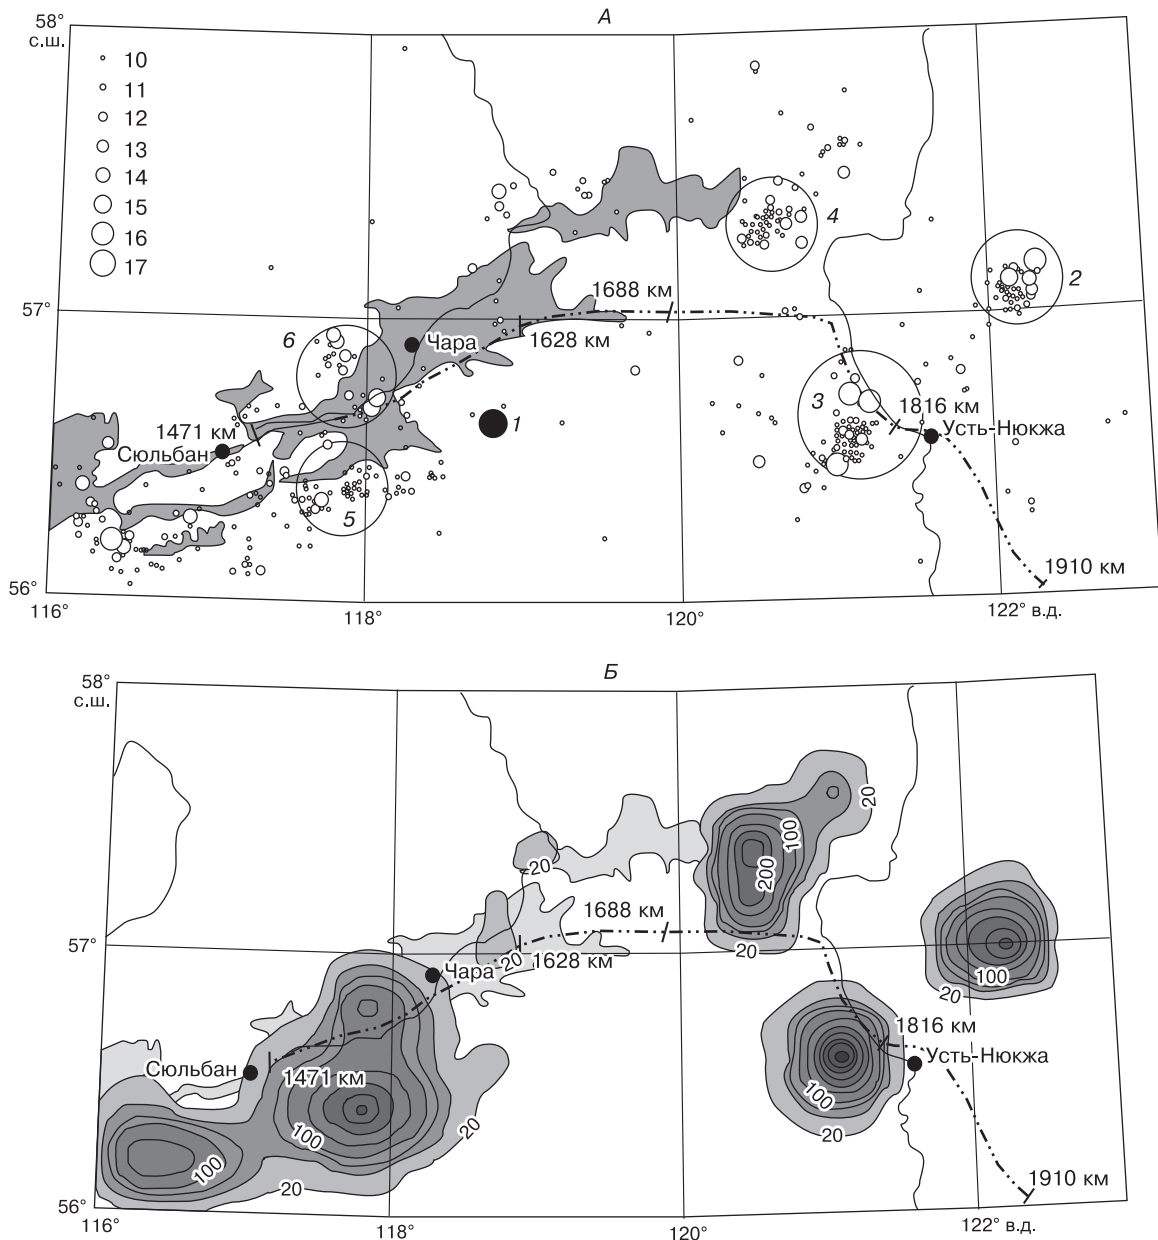 А
58°
с.ш.
10
11
12
13
14
15
16
17
4
2
57°
1688 км
6
Чара
1628 км
3
1
1816 км
1471 км
Усть-Нюкжа
Сюльбан
5
1910 км
56°
116°
118°
120°
122° в.д.
Б
58°
с.ш.
20
100
200
20
1688 км
57°
20
20
1628 км
Чара
100
20
1816 км
Усть-Нюкжа
Сюльбан
1471 км
100
100
20
20
100
20
1910 км
56°
116°
118°
120°
122° в.д.